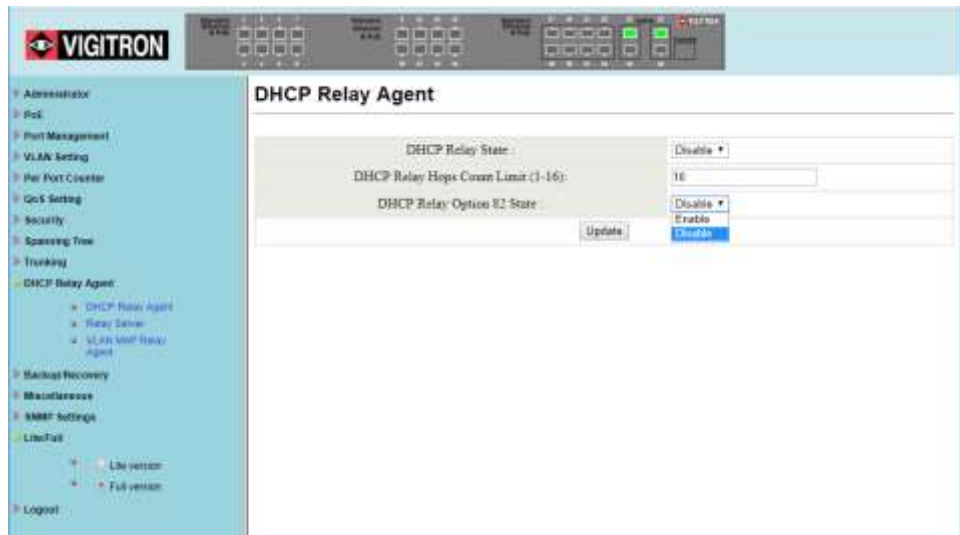 VIGITRON
Administrator
PoE
Port Management
VLAN Setting
Per Port Counter
QoS Setting
Security
Spanning Tree
Trunking
DHCP Relay Agent
DHCP Relay Agent
Relay Server
VLAN MAP Relay
Agent
Backup/Recovery
Miscellaneous
SNMP Settings
Lite/Full
Lite version
Full version
Logout
DHCP Relay Agent
DHCP Relay State :
Disable
DHCP Relay Hops Count Limit (1-16):
16
DHCP Relay Option 82 State :
Disable
Enable
Disable
Update